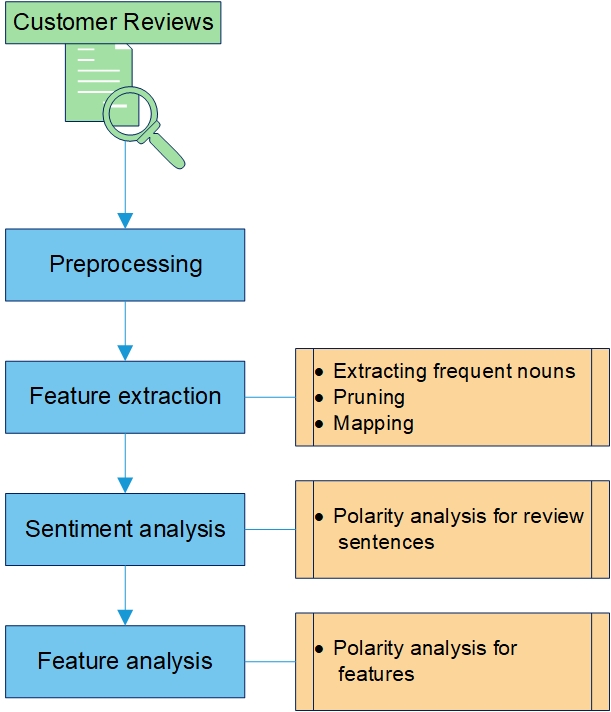 Customer Reviews
Preprocessing
Feature extraction
● Extracting frequent nouns
● Pruning
● Mapping
Sentiment analysis
● Polarity analysis for review
sentences
Feature analysis
● Polarity analysis for
features